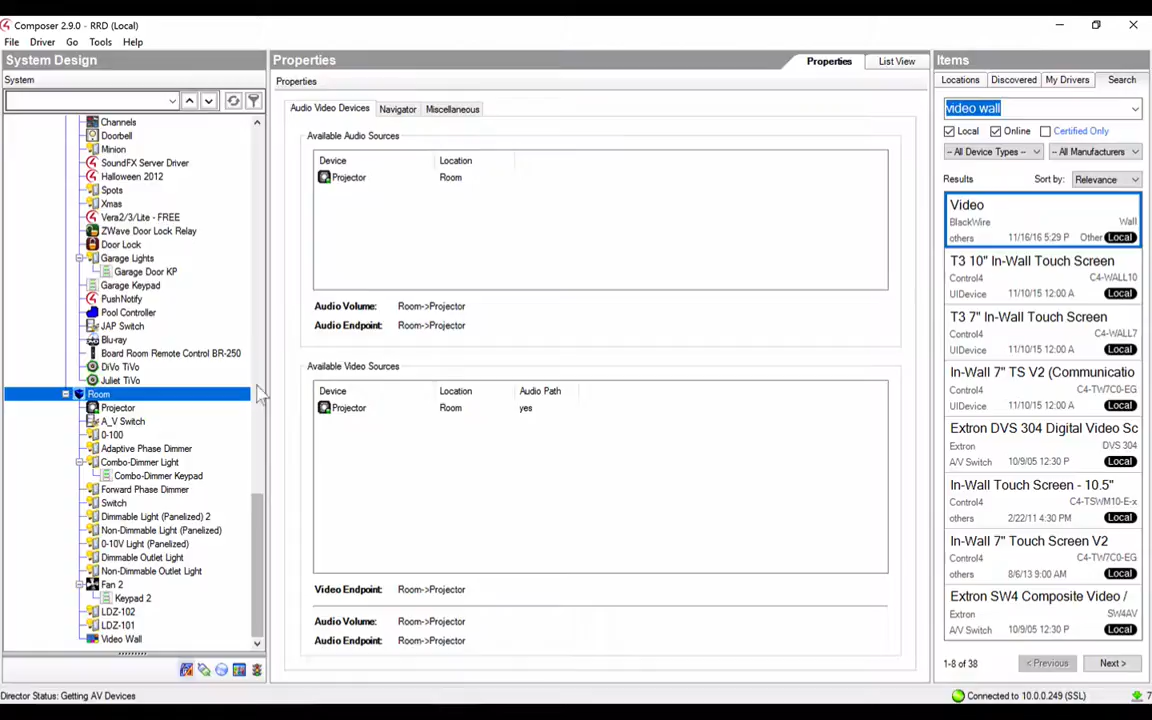 Composer 2.9.0 - RRD (Local)
File Driver Go Tools Help
System Design
System
Channels
Doorbell
Minion
SoundFX Server Driver
Halloween 2012
Spots
Xmas
Vera2/3/Lite - FREE
ZWave Door Lock Relay
Door Lock
Garage Lights
Garage Door KP
Garage Keypad
PushNotify
Pool Controller
JAP Switch
Blu-ray
Board Room Remote Control BR-250
DiVo TiVo
Juliet TiVo
Room
Projector
A_V Switch
0-100
Adaptive Phase Dimmer
Combo-Dimmer Light
Combo-Dimmer Keypad
Forward Phase Dimmer
Switch
Dimmable Light (Panelized) 2
Non-Dimmable Light (Panelized)
0-10V Light (Panelized)
Dimmable Outlet Light
Non-Dimmable Outlet Light
Fan 2
Keypad 2
LDZ-102
LDZ-101
Video Wall
Director Status: Getting AV Devices
Properties
Properties List View
Properties
Audio Video Devices Navigator Miscellaneous
Available Audio Sources
Device Location
Projector Room
Audio Volume: Room->Projector
Audio Endpoint: Room->Projector
Available Video Sources
Device Location Audio Path
Projector Room yes
Video Endpoint: Room->Projector
Audio Volume: Room->Projector
Audio Endpoint: Room->Projector
Items
Locations Discovered My Drivers Search
video wall
Local Online Certified Only
-- All Device Types -- -- All Manufacturers
Results Sort by: Relevance
Video
BlackWire Wall
others 11/16/16 5:29 P Other Local
T3 10" In-Wall Touch Screen
Control4 C4-WALL10
UIDevice 11/10/15 12:00 A Local
T3 7" In-Wall Touch Screen
Control4 C4-WALL7
UIDevice 11/10/15 12:00 A Local
In-Wall 7" TS V2 (Communicatio
Control4 C4-TW7C0-EG
UIDevice 11/10/15 12:00 A Local
Extron DVS 304 Digital Video Sc
Extron DVS 304
A/V Switch 10/9/05 12:30 P Local
In-Wall Touch Screen - 10.5"
Control4 C4-TSWM10-E-x
others 2/22/11 4:30 PM Local
In-Wall 7" Touch Screen V2
Control4 C4-TW7C0-EG
others 8/6/13 9:00 AM Local
Extron SW4 Composite Video /
Extron SW4AV
A/V Switch 10/9/05 12:30 P Local
1-8 of 38 < Previous Next >
Connected to 10.0.0.249 (SSL) 7